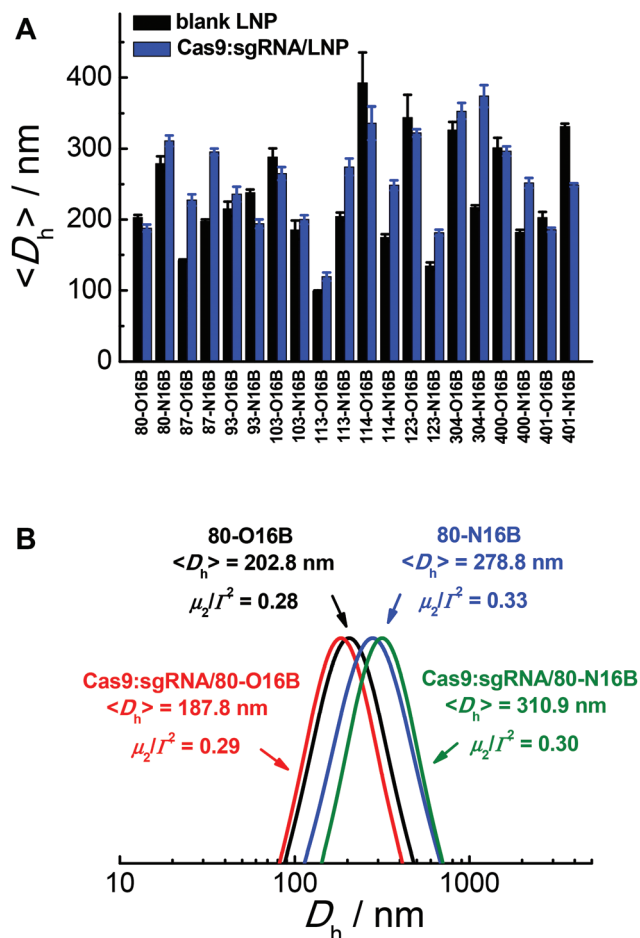 A
blank LNP
Cas9:sgRNA/LNP
<Dh> / nm
400
300
200
100
0
80-O16B
80-N16B
87-O16B
87-N16B
93-O16B
93-N16B
103-O16B
103-N16B
113-O16B
113-N16B
114-O16B
114-N16B
123-O16B
123-N16B
304-O16B
304-N16B
400-O16B
400-N16B
401-O16B
401-N16B
B
80-O16B
<Dh> = 202.8 nm
μ2/Γ² = 0.28
80-N16B
<Dh> = 278.8 nm
μ2/Γ² = 0.33
Cas9:sgRNA/80-O16B
<Dh> = 187.8 nm
μ2/Γ² = 0.29
Cas9:sgRNA/80-N16B
<Dh> = 310.9 nm
μ2/Γ² = 0.30
10
100
1000
Dh / nm